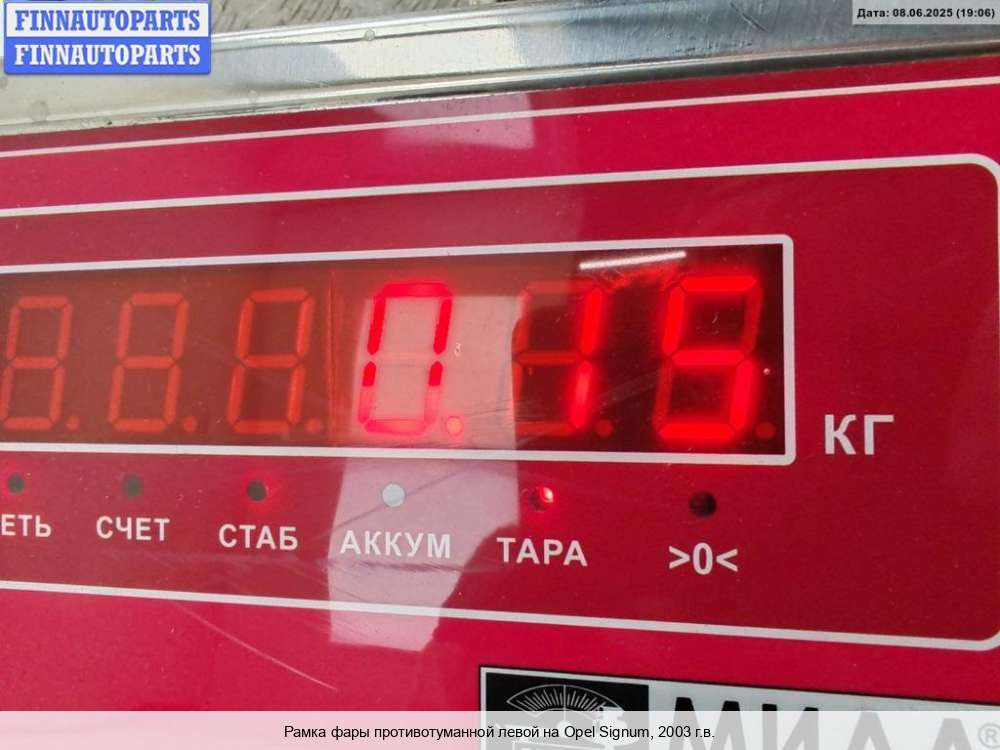 FINNAUTOPARTS
FINNAUTOPARTS
Дата: 08.06.2025 (19:06)
0.15
КГ
ЕТЬ СЧЕТ СТАБ АККУМ ТАРА >0<
®
Рамка фары противотуманной левой на Opel Signum, 2003 г.в.